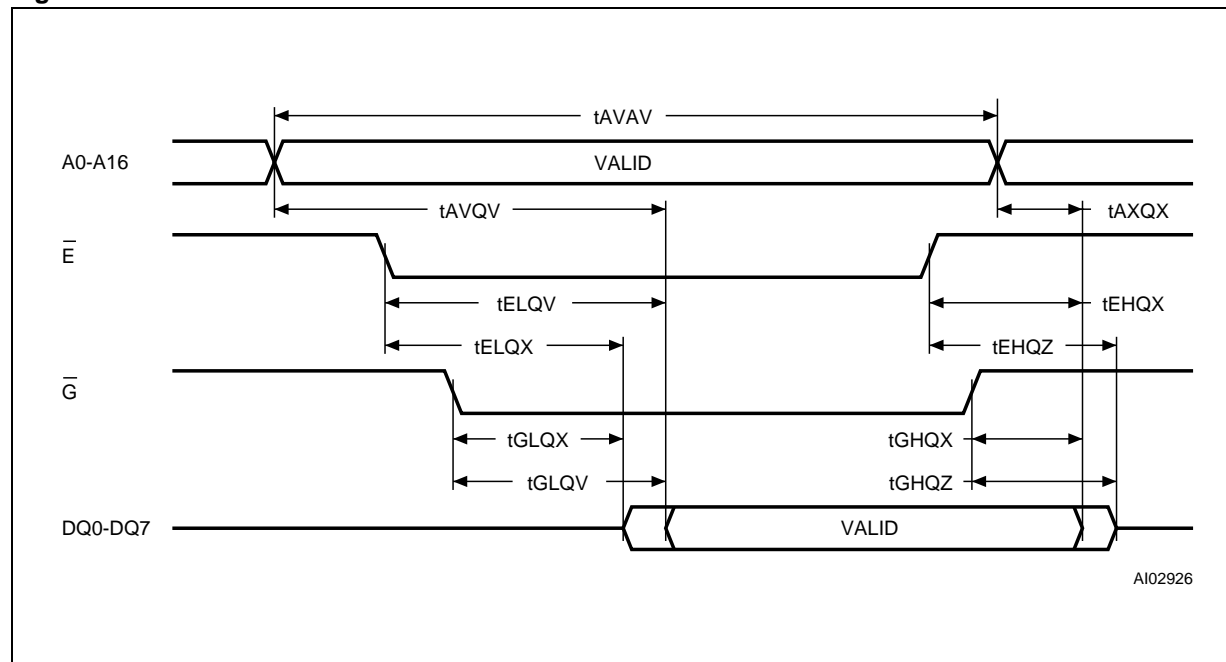 tAVAV
A0-A16
VALID
tAVQV
tAXQX
E̅
tELQV
tEHQX
tELQX
tEHQZ
G̅
tGLQX
tGHQX
tGLQV
tGHQZ
DQ0-DQ7
VALID
AI02926